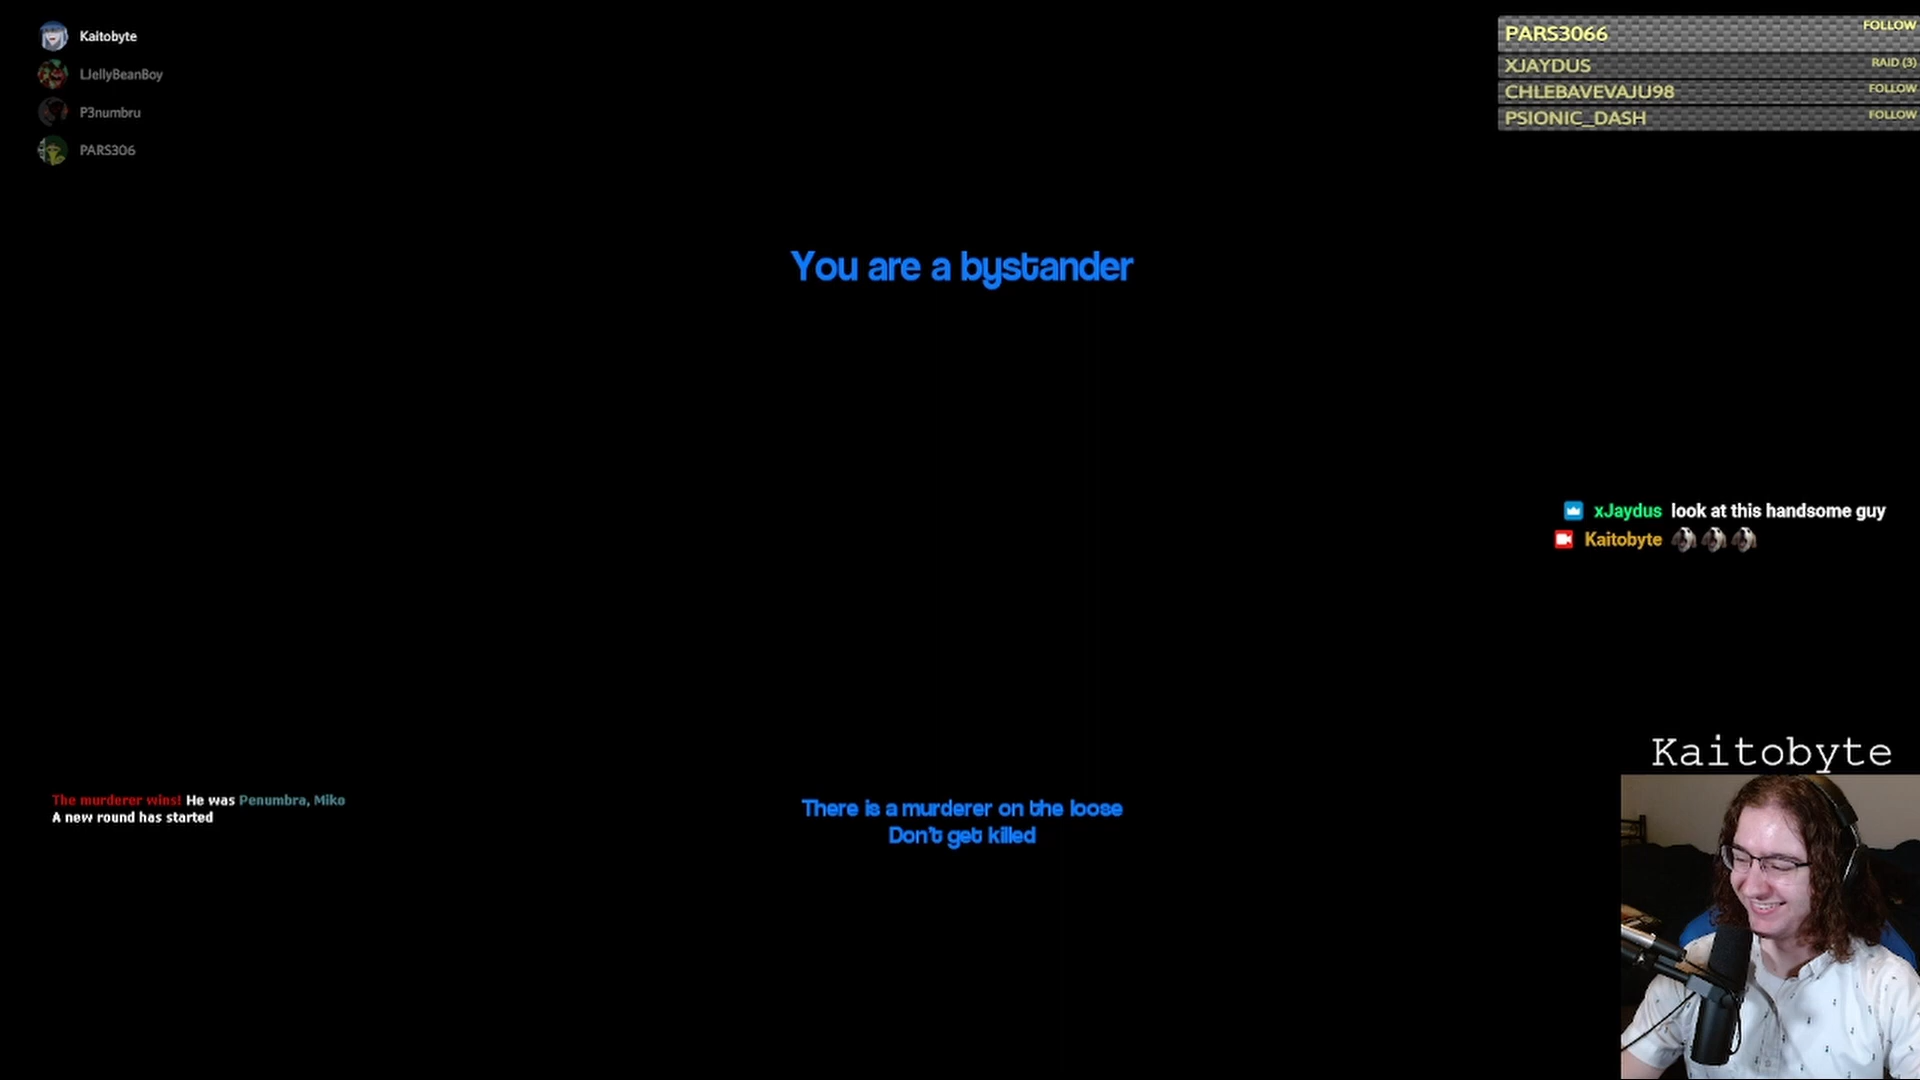 Kaitobyte
LJellyBeanBoy
P3numbru
PARS306
PARS3066 FOLLOW
XJAYDUS RAID (3)
CHLEBAVEVAJU98 FOLLOW
PSIONIC_DASH FOLLOW
You are a bystander
xJaydus look at this handsome guy
Kaitobyte
Kaitobyte
The murderer wins! He was Penumbra, Miko
A new round has started
There is a murderer on the loose
Don't get killed